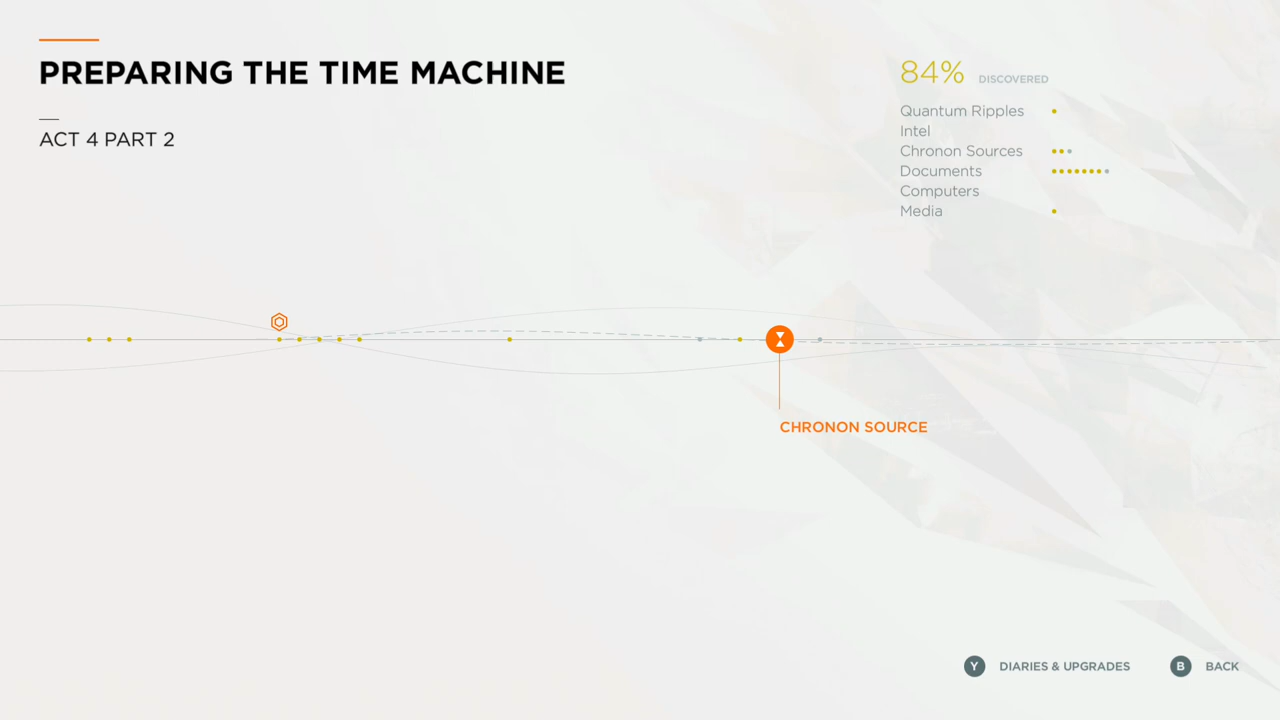 PREPARING THE TIME MACHINE
ACT 4 PART 2
84% DISCOVERED
Quantum Ripples
Intel
Chronon Sources
Documents
Computers
Media
CHRONON SOURCE
Y DIARIES & UPGRADES B BACK